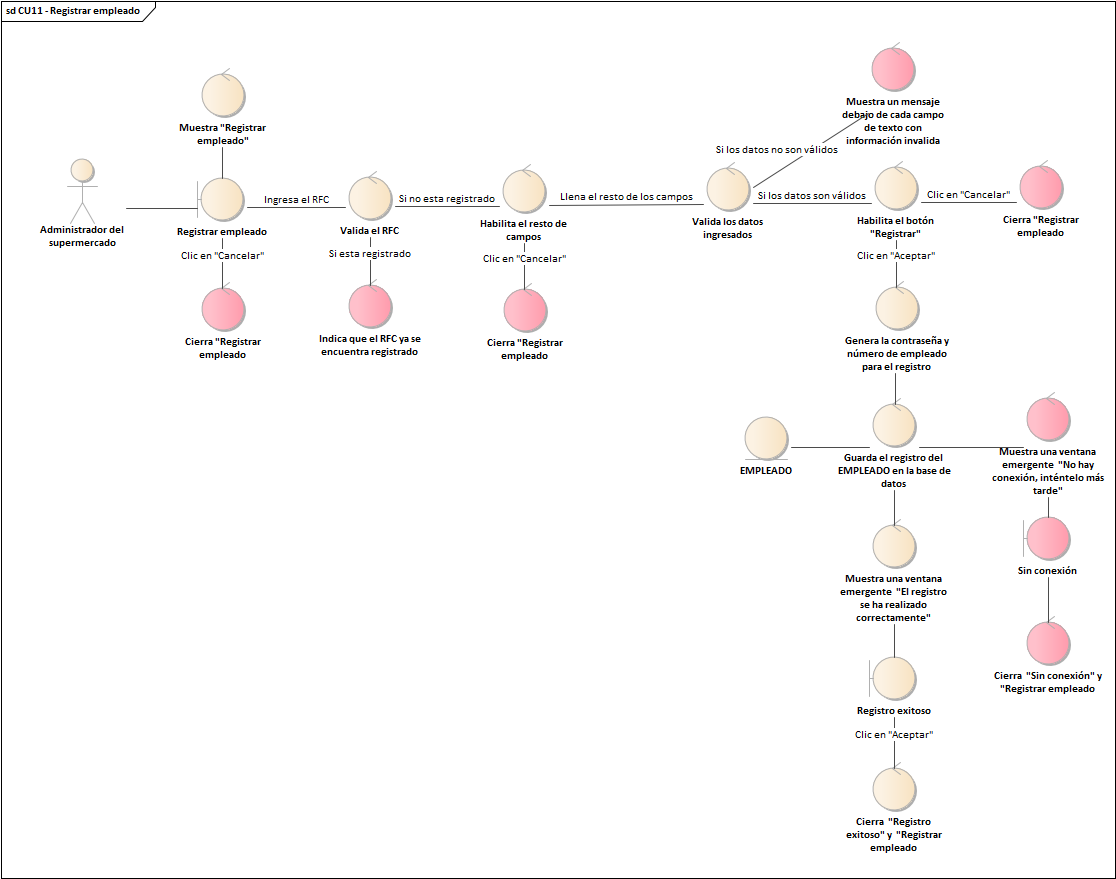 sd CU11 - Registrar empleado
Muestra "Registrar
empleado"
Administrador del
supermercado
Registrar empleado
Ingresa el RFC
Valida el RFC
Si no esta registrado
Habilita el resto de
campos
Llena el resto de los campos
Valida los datos
ingresados
Si los datos no son válidos
Muestra un mensaje
debajo de cada campo
de texto con
información invalida
Si los datos son válidos
Habilita el botón
"Registrar"
Clic en "Cancelar"
Cierra "Registrar
empleado
Clic en "Cancelar"
Cierra "Registrar
empleado
Si esta registrado
Indica que el RFC ya se
encuentra registrado
Clic en "Cancelar"
Cierra "Registrar
empleado
Clic en "Aceptar"
Genera la contraseña y
número de empleado
para el registro
EMPLEADO
Guarda el registro del
EMPLEADO en la base de
datos
Muestra una ventana
emergente "No hay
conexión, inténtelo más
tarde"
Sin conexión
Cierra "Sin conexión" y
"Registrar empleado
Muestra una ventana
emergente "El registro
se ha realizado
correctamente"
Registro exitoso
Clic en "Aceptar"
Cierra "Registro
exitoso" y "Registrar
empleado